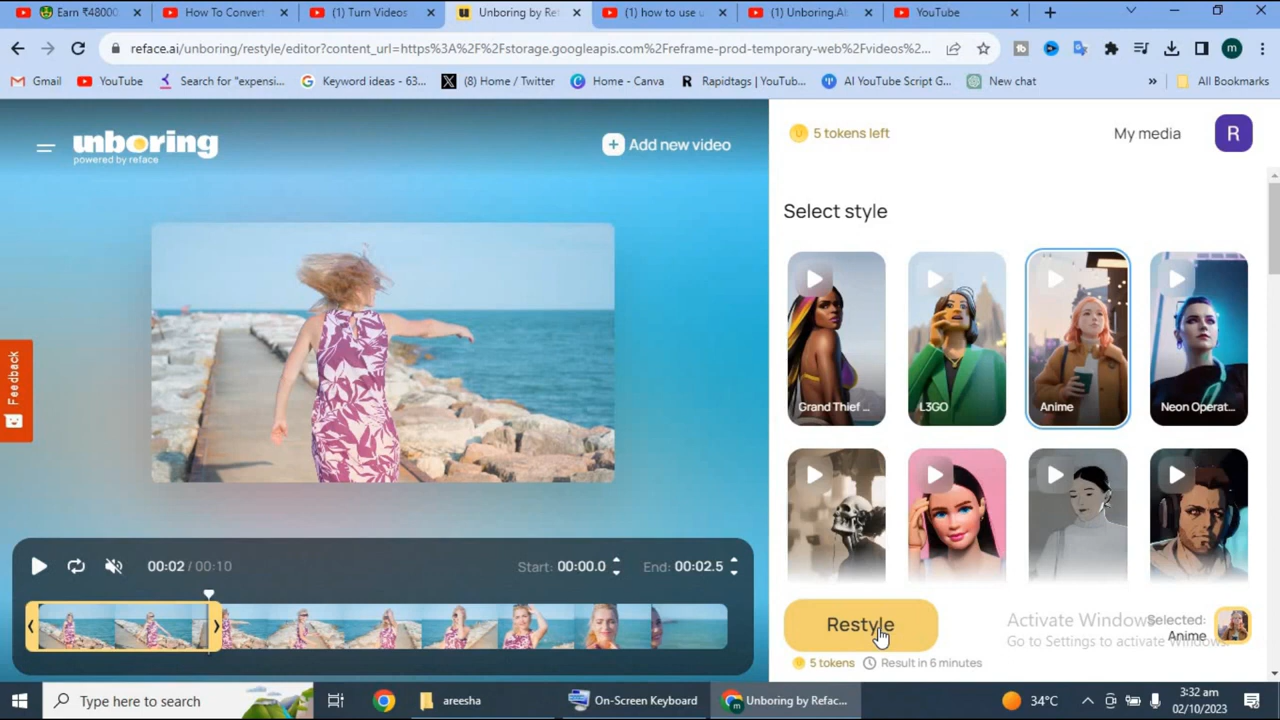 Earn ₹48000
How To Convert
(1) Turn Videos
Unboring by Re
(1) how to use u
(1) Unboring.A
YouTube
reface.ai/unboring/restyle/editor?content_url=https%3A%2F%2Fstorage.googleapis.com%2Freframe-prod-temporary-web%2Fvideos%2...
Gmail
YouTube
Search for "expensi...
Keyword ideas - 63...
(8) Home / Twitter
Home - Canva
Rapidtags | YouTub...
AI YouTube Script G...
New chat
»
All Bookmarks
unboring
powered by reface
Add new video
5 tokens left
My media
R
Select style
Feedback
Grand Thief ...
L3GO
Anime
Neon Operat...
00:02 / 00:10
Start: 00:00.0
End: 00:02.5
Restyle
5 tokens
Result in 6 minutes
Activate Windows
Go to Settings to activate Windows.
Selected:
Anime
Type here to search
areesha
On-Screen Keyboard
Unboring by Refac...
34°C
3:32 am
02/10/2023